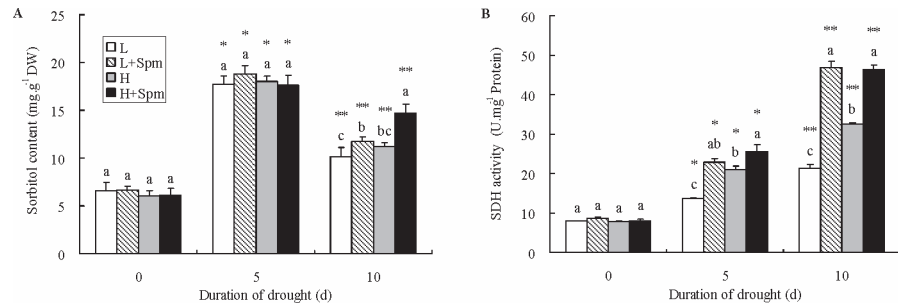 A
Sorbitol content (mg.g-1 DW)
25
20
15
10
5
0
L
L+Spm
H
H+Spm
* * * *
a a a a
** ** ** **
c b bc a
a a a a
0 5 10
Duration of drought (d)
B
SDH activity (U.mg-1 Protein)
60
50
40
30
20
10
0
** **
a a
**
b
**
c
* * * *
c ab b a
a a a a
0 5 10
Duration of drought (d)